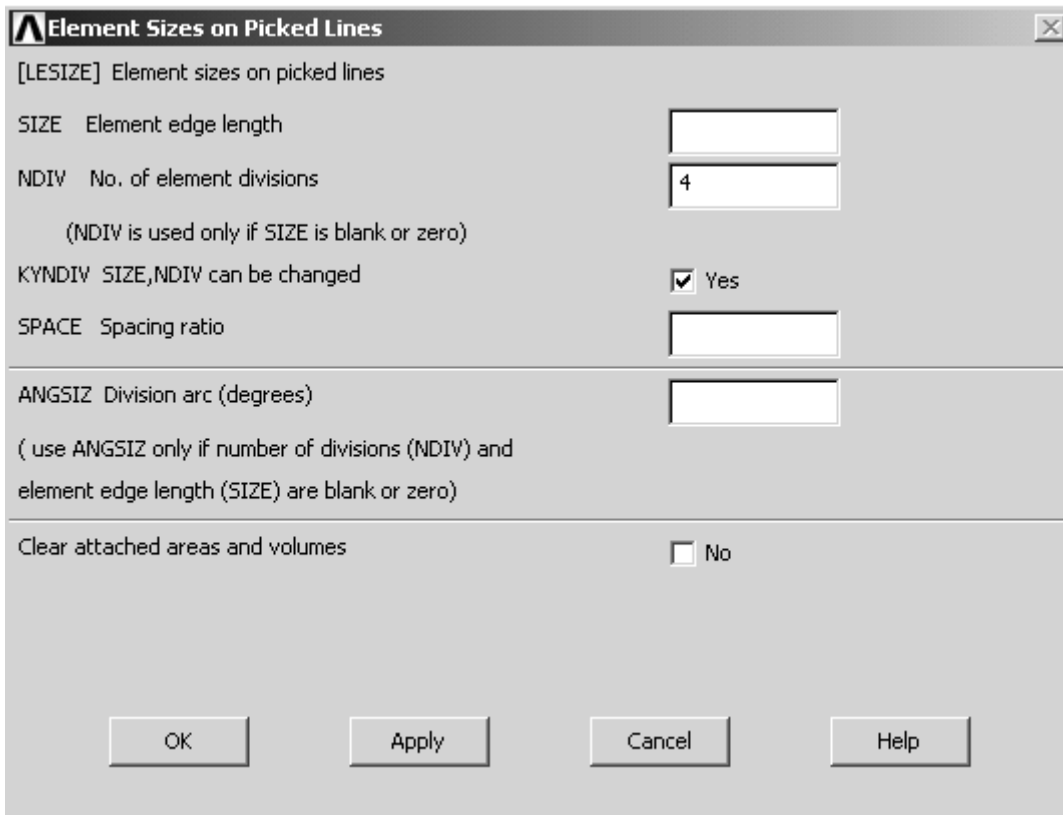 Element Sizes on Picked Lines
[LESIZE] Element sizes on picked lines
SIZE Element edge length
NDIV No. of element divisions 4
(NDIV is used only if SIZE is blank or zero)
KYNDIV SIZE,NDIV can be changed Yes
SPACE Spacing ratio
ANGSIZ Division arc (degrees)
( use ANGSIZ only if number of divisions (NDIV) and
element edge length (SIZE) are blank or zero)
Clear attached areas and volumes No
OK Apply Cancel Help